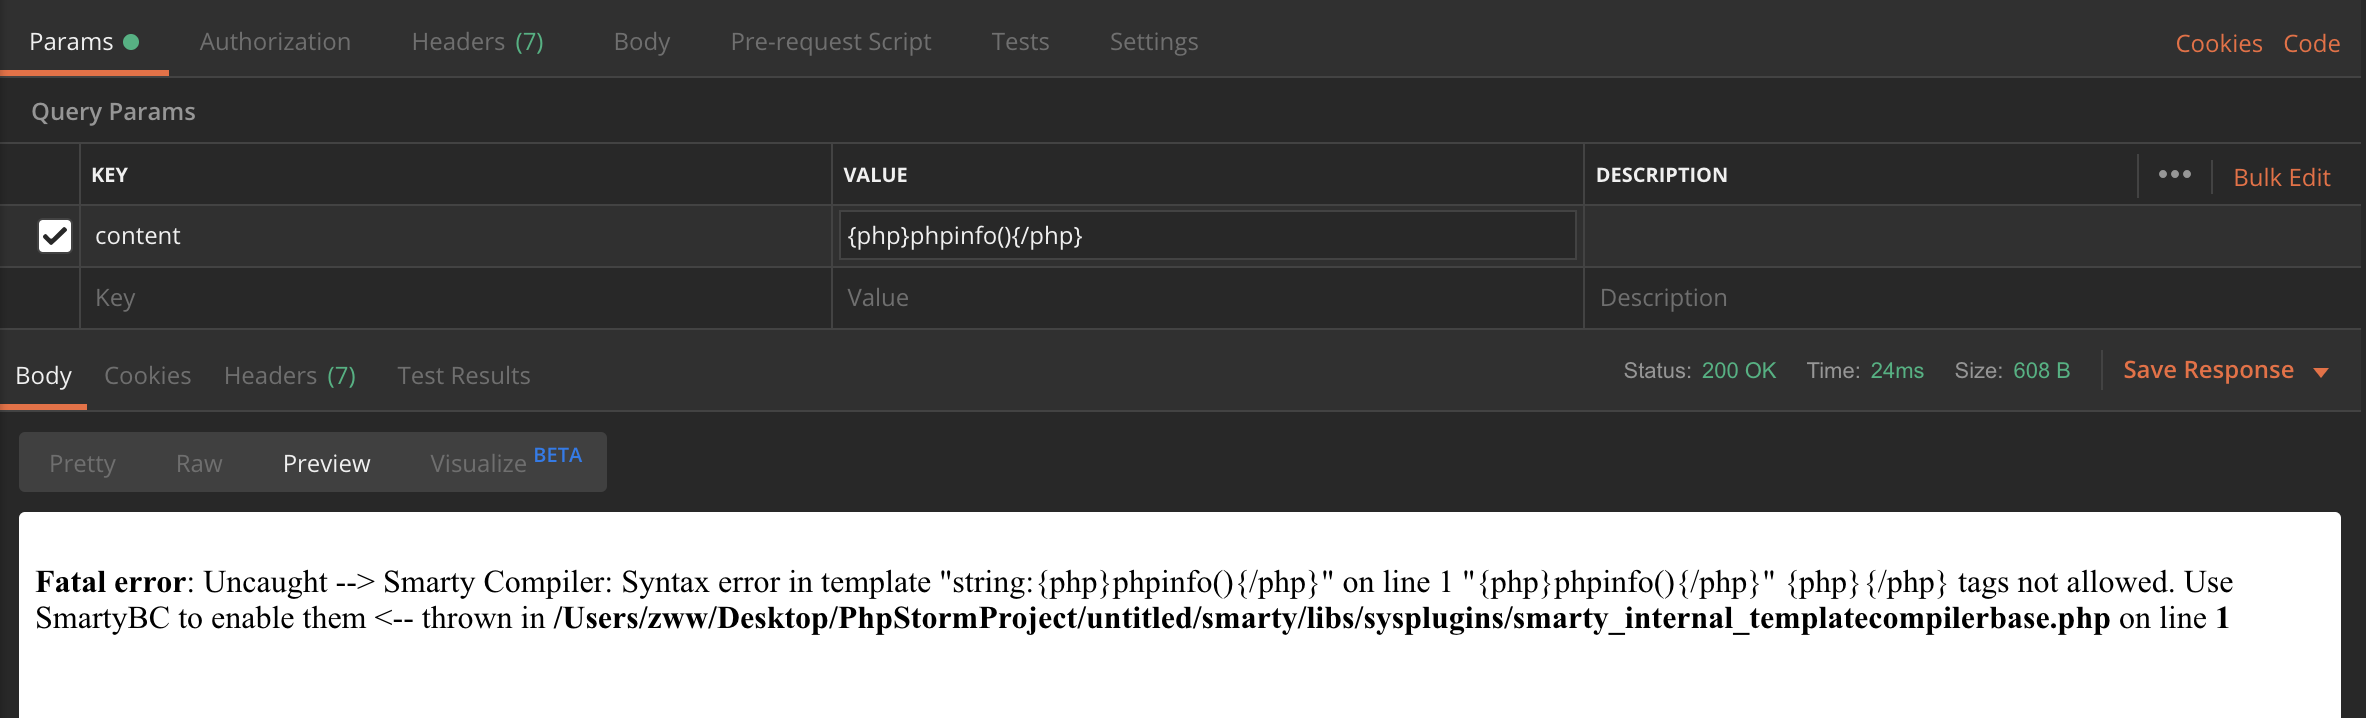 Params Authorization Headers (7) Body Pre-request Script Tests Settings Cookies Code
Query Params
KEY VALUE DESCRIPTION ••• Bulk Edit
content {php}phpinfo(){/php}
Key Value Description
Body Cookies Headers (7) Test Results Status: 200 OK Time: 24ms Size: 608 B Save Response
Pretty Raw Preview Visualize BETA
Fatal error: Uncaught --> Smarty Compiler: Syntax error in template "string:{php}phpinfo(){/php}" on line 1 "{php}phpinfo(){/php}" {php}{/php} tags not allowed. Use
SmartyBC to enable them <-- thrown in /Users/zww/Desktop/PhpStormProject/untitled/smarty/libs/sysplugins/smarty_internal_templatecompilerbase.php on line 1